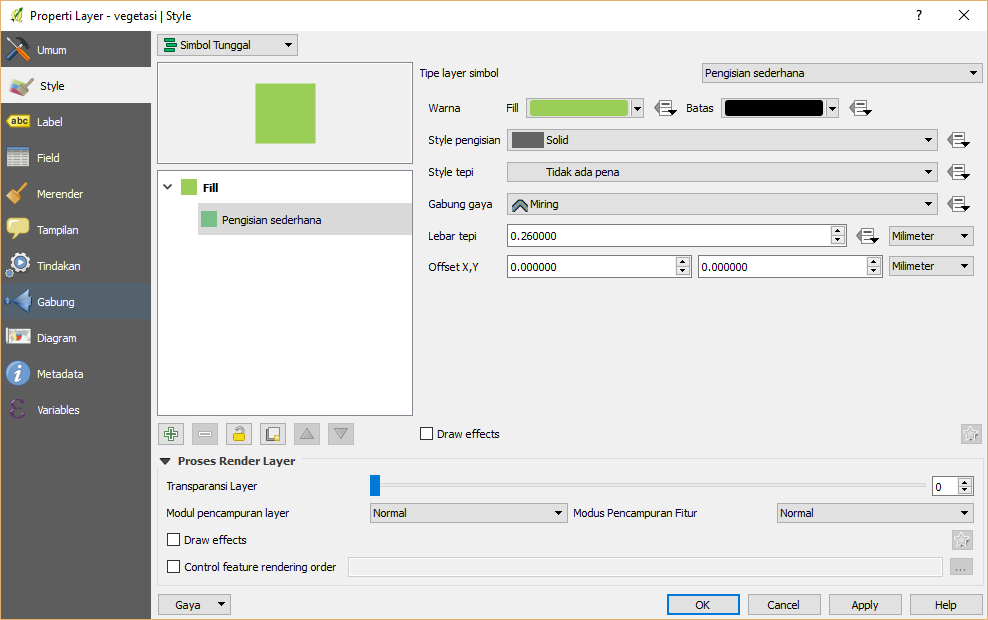 Properti Layer - vegetasi | Style
?
Umum
Style
abc Label
Field
Merender
Tampilan
Tindakan
Gabung
Diagram
Metadata
Variables
Simbol Tunggal
Fill
Pengisian sederhana
Tipe layer simbol Pengisian sederhana
Warna Fill Batas
Style pengisian Solid
Style tepi Tidak ada pena
Gabung gaya Miring
Lebar tepi 0.260000 Milimeter
Offset X,Y 0.000000 0.000000 Milimeter
Draw effects
Proses Render Layer
Transparansi Layer 0
Modul pencampuran layer Normal Modus Pencampuran Fitur Normal
Draw effects
Control feature rendering order ...
Gaya OK Cancel Apply Help